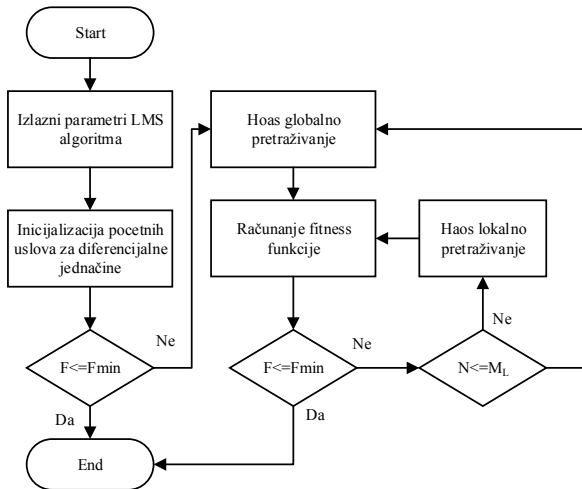 Start
Izlazni parametri LMS
algoritma
Inicijalizacija pocetnih
uslova za diferencijalne
jednačine
F<=Fmin
Ne
Da
End
Hoas globalno
pretraživanje
Računanje fitness
funkcije
F<=Fmin
Ne
Da
Haos lokalno
pretraživanje
Ne
N<=M_L